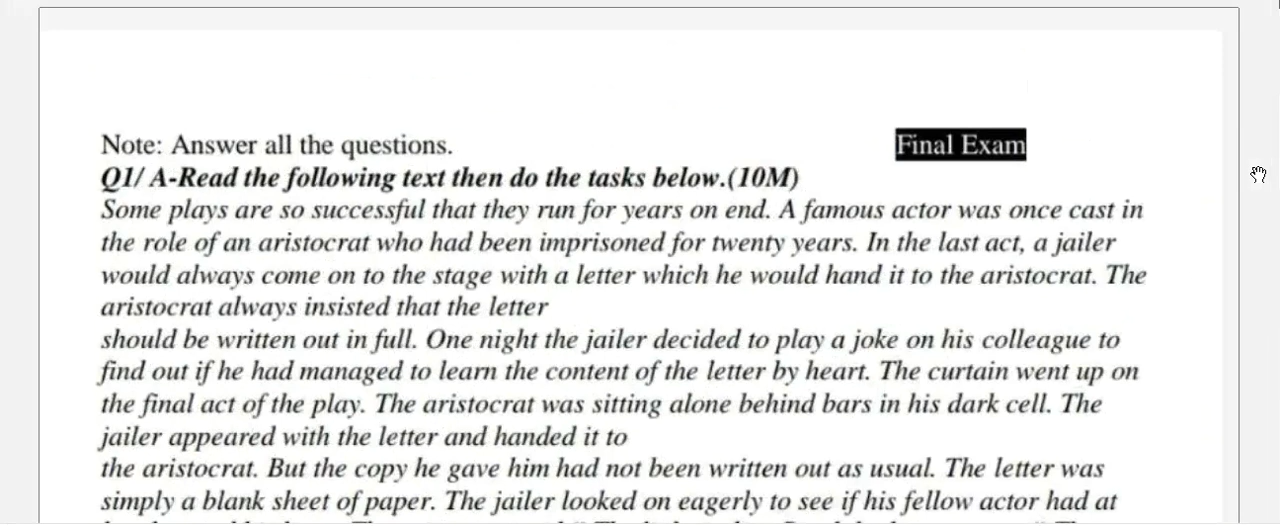 Note: Answer all the questions. Final Exam
Q1/ A-Read the following text then do the tasks below.(10M)
Some plays are so successful that they run for years on end. A famous actor was once cast in
the role of an aristocrat who had been imprisoned for twenty years. In the last act, a jailer
would always come on to the stage with a letter which he would hand it to the aristocrat. The
aristocrat always insisted that the letter
should be written out in full. One night the jailer decided to play a joke on his colleague to
find out if he had managed to learn the content of the letter by heart. The curtain went up on
the final act of the play. The aristocrat was sitting alone behind bars in his dark cell. The
jailer appeared with the letter and handed it to
the aristocrat. But the copy he gave him had not been written out as usual. The letter was
simply a blank sheet of paper. The jailer looked on eagerly to see if his fellow actor had at